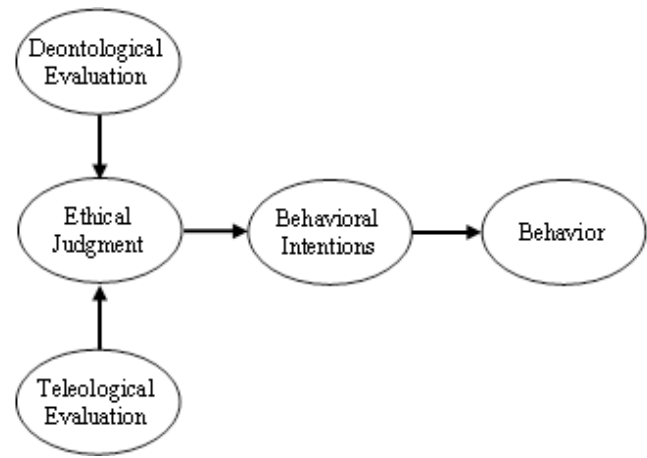 Deontological
Evaluation
Ethical
Judgment
Behavioral
Intentions
Behavior
Teleological
Evaluation